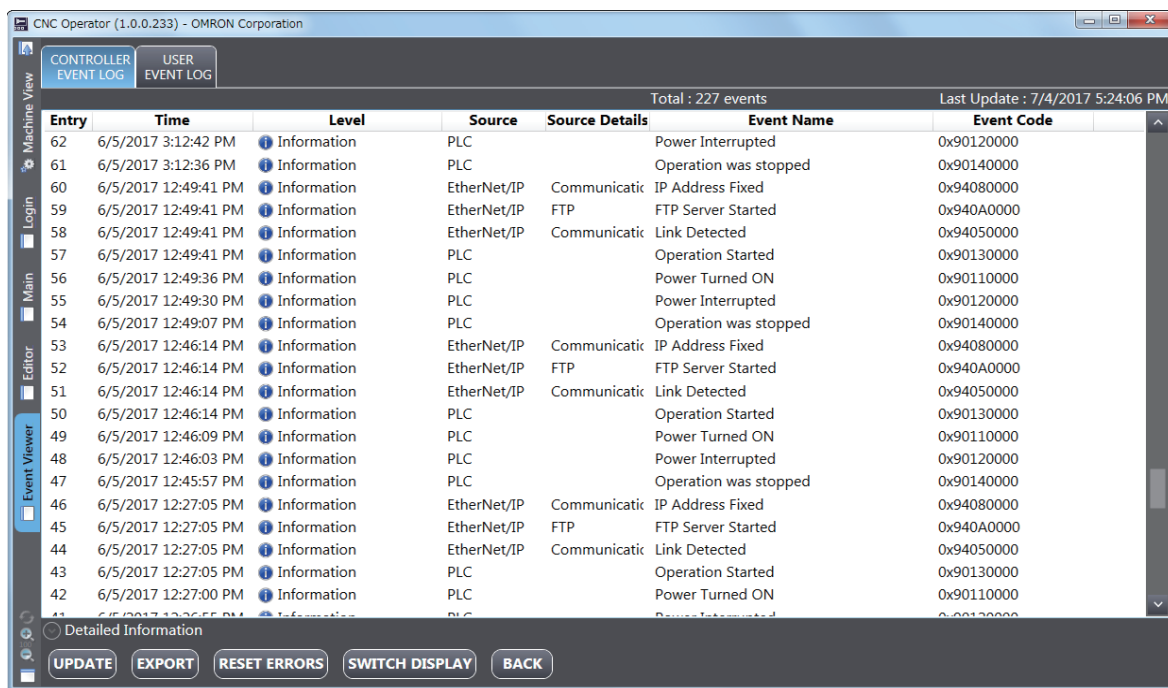 CNC Operator (1.0.0.233) - OMRON Corporation
CONTROLLER EVENT LOG
USER EVENT LOG
Machine View
Login
Main
Editor
Event Viewer
Total : 227 events Last Update : 7/4/2017 5:24:06 PM
Entry Time Level Source Source Details Event Name Event Code
62 6/5/2017 3:12:42 PM Information PLC Power Interrupted 0x90120000
61 6/5/2017 3:12:36 PM Information PLC Operation was stopped 0x90140000
60 6/5/2017 12:49:41 PM Information EtherNet/IP Communicatic IP Address Fixed 0x94080000
59 6/5/2017 12:49:41 PM Information EtherNet/IP FTP FTP Server Started 0x940A0000
58 6/5/2017 12:49:41 PM Information EtherNet/IP Communicatic Link Detected 0x94050000
57 6/5/2017 12:49:41 PM Information PLC Operation Started 0x90130000
56 6/5/2017 12:49:36 PM Information PLC Power Turned ON 0x90110000
55 6/5/2017 12:49:30 PM Information PLC Power Interrupted 0x90120000
54 6/5/2017 12:49:07 PM Information PLC Operation was stopped 0x90140000
53 6/5/2017 12:46:14 PM Information EtherNet/IP Communicatic IP Address Fixed 0x94080000
52 6/5/2017 12:46:14 PM Information EtherNet/IP FTP FTP Server Started 0x940A0000
51 6/5/2017 12:46:14 PM Information EtherNet/IP Communicatic Link Detected 0x94050000
50 6/5/2017 12:46:14 PM Information PLC Operation Started 0x90130000
49 6/5/2017 12:46:09 PM Information PLC Power Turned ON 0x90110000
48 6/5/2017 12:46:03 PM Information PLC Power Interrupted 0x90120000
47 6/5/2017 12:45:57 PM Information PLC Operation was stopped 0x90140000
46 6/5/2017 12:27:05 PM Information EtherNet/IP Communicatic IP Address Fixed 0x94080000
45 6/5/2017 12:27:05 PM Information EtherNet/IP FTP FTP Server Started 0x940A0000
44 6/5/2017 12:27:05 PM Information EtherNet/IP Communicatic Link Detected 0x94050000
43 6/5/2017 12:27:05 PM Information PLC Operation Started 0x90130000
42 6/5/2017 12:27:00 PM Information PLC Power Turned ON 0x90110000
Detailed Information
UPDATE EXPORT RESET ERRORS SWITCH DISPLAY BACK